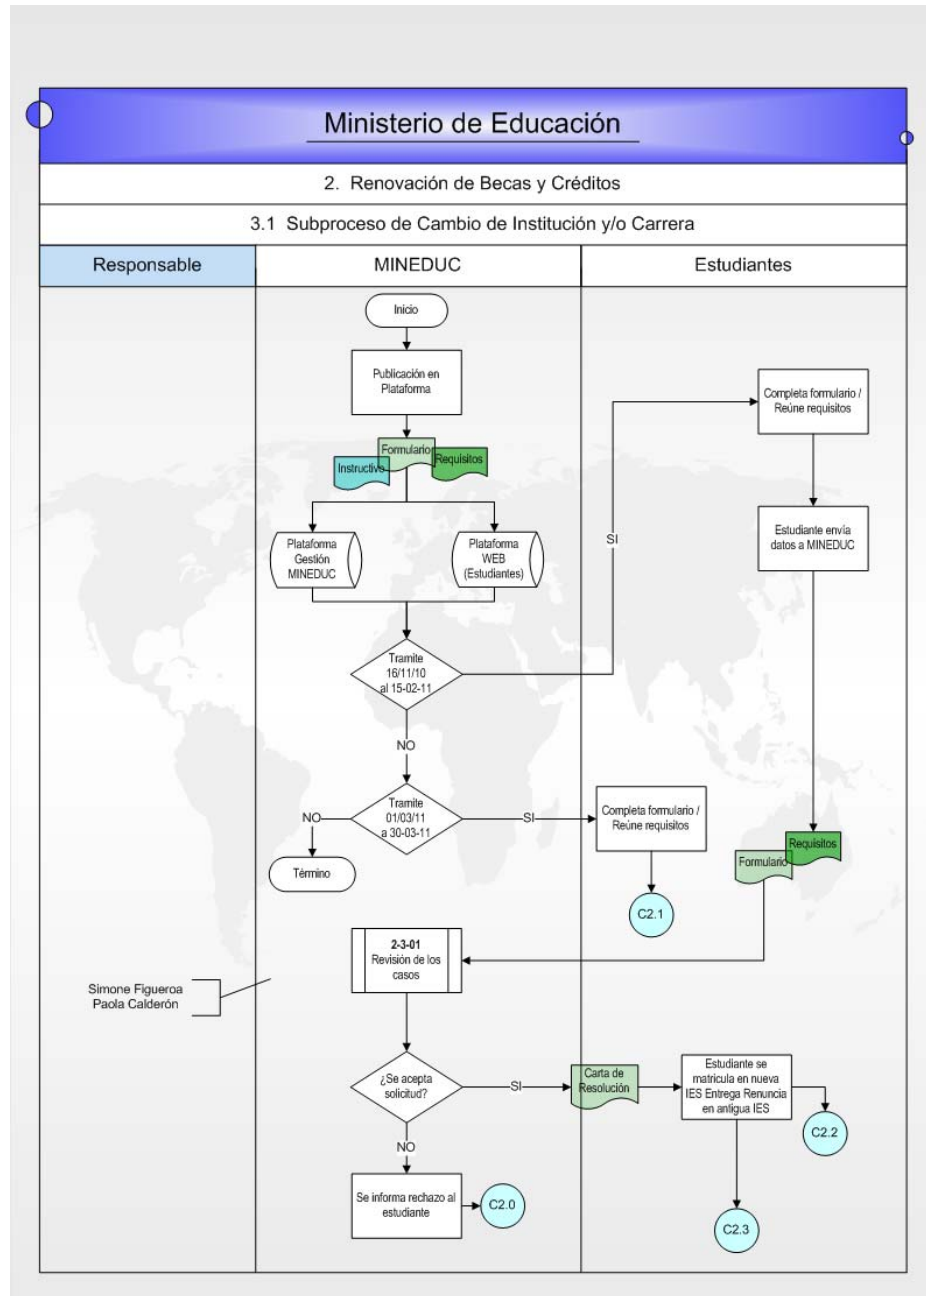 Ministerio de Educación
2. Renovación de Becas y Créditos
3.1 Subproceso de Cambio de Institución y/o Carrera
Responsable
MINEDUC
Estudiantes
Inicio
Publicación en
Plataforma
Instructivo
Formulario
Requisitos
Plataforma
Gestión
MINEDUC
Plataforma
WEB
(Estudiantes)
Tramite
16/11/10
al 15-02-11
SI
Completa formulario /
Reúne requisitos
Estudiante envía
datos a MINEDUC
NO
Tramite
01/03/11
a 30-03-11
NO
Término
SI
Completa formulario /
Reúne requisitos
C2.1
Requisitos
Formulario
2-3-01
Revisión de los
casos
Simone Figueroa
Paola Calderón
¿Se acepta
solicitud?
SI
Carta de
Resolución
Estudiante se
matricula en nueva
IES Entrega Renuncia
en antigua IES
C2.2
C2.3
NO
Se informa rechazo al
estudiante
C2.0